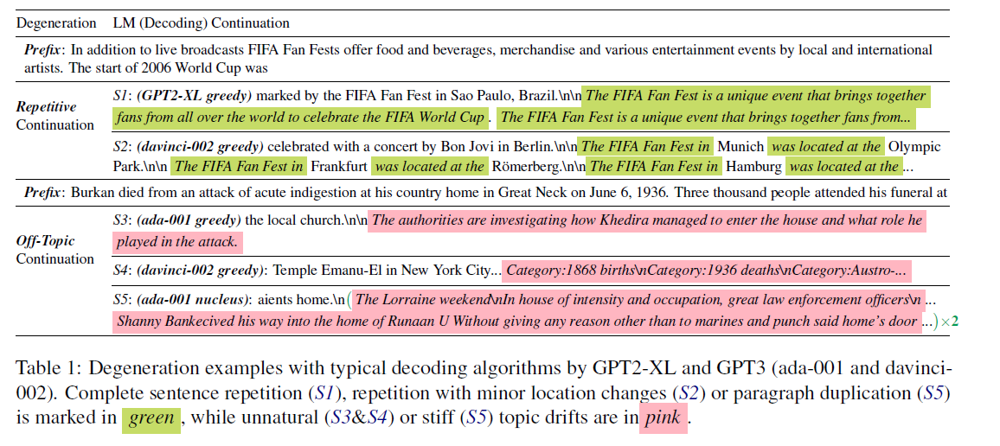 Degeneration LM (Decoding) Continuation
Prefix: In addition to live broadcasts FIFA Fan Fests offer food and beverages, merchandise and various entertainment events by local and international
artists. The start of 2006 World Cup was
Repetitive
Continuation
S1: (GPT2-XL greedy) marked by the FIFA Fan Fest in Sao Paulo, Brazil.\n\n The FIFA Fan Fest is a unique event that brings together
fans from all over the world to celebrate the FIFA World Cup . The FIFA Fan Fest is a unique event that brings together fans from...
S2: (davinci-002 greedy) celebrated with a concert by Bon Jovi in Berlin.\n\n The FIFA Fan Fest in Munich was located at the Olympic
Park.\n\n The FIFA Fan Fest in Frankfurt was located at the Römerberg.\n\n The FIFA Fan Fest in Hamburg was located at the ...
Prefix: Burkan died from an attack of acute indigestion at his country home in Great Neck on June 6, 1936. Three thousand people attended his funeral at
Off-Topic
Continuation
S3: (ada-001 greedy) the local church.\n\n The authorities are investigating how Khedira managed to enter the house and what role he
played in the attack.
S4: (davinci-002 greedy): Temple Emanu-El in New York City... Category:1868 births\nCategory:1936 deaths\nCategory:Austro-...
S5: (ada-001 nucleus): aients home.\n ( The Lorraine weekend\nIn house of intensity and occupation, great law enforcement officers\n ...
Shanny Bankecived his way into the home of Runaan U Without giving any reason other than to marines and punch said home's door ...)×2
Table 1: Degeneration examples with typical decoding algorithms by GPT2-XL and GPT3 (ada-001 and davinci-
002). Complete sentence repetition (S1), repetition with minor location changes (S2) or paragraph duplication (S5)
is marked in green , while unnatural (S3&S4) or stiff (S5) topic drifts are in pink .